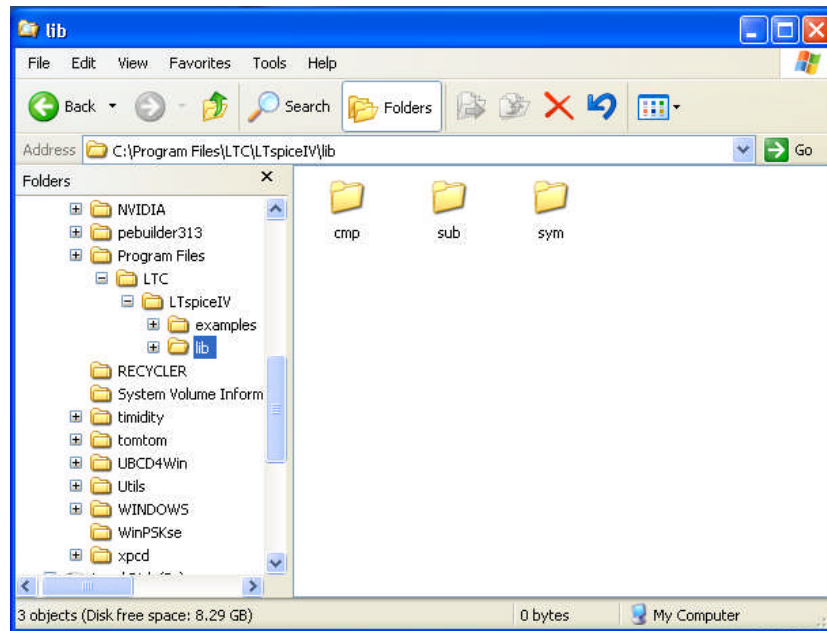 lib
File Edit View Favorites Tools Help
Back Search Folders
Address C:\Program Files\LTC\LTspiceIV\lib Go
Folders
NVIDIA
pebuilder313
Program Files
LTC
LTspiceIV
examples
lib
RECYCLER
System Volume Inform
timidity
tomtom
UBCD4Win
Utils
WINDOWS
WinPSKse
xpcd
cmp sub sym
3 objects (Disk free space: 8.29 GB) 0 bytes My Computer